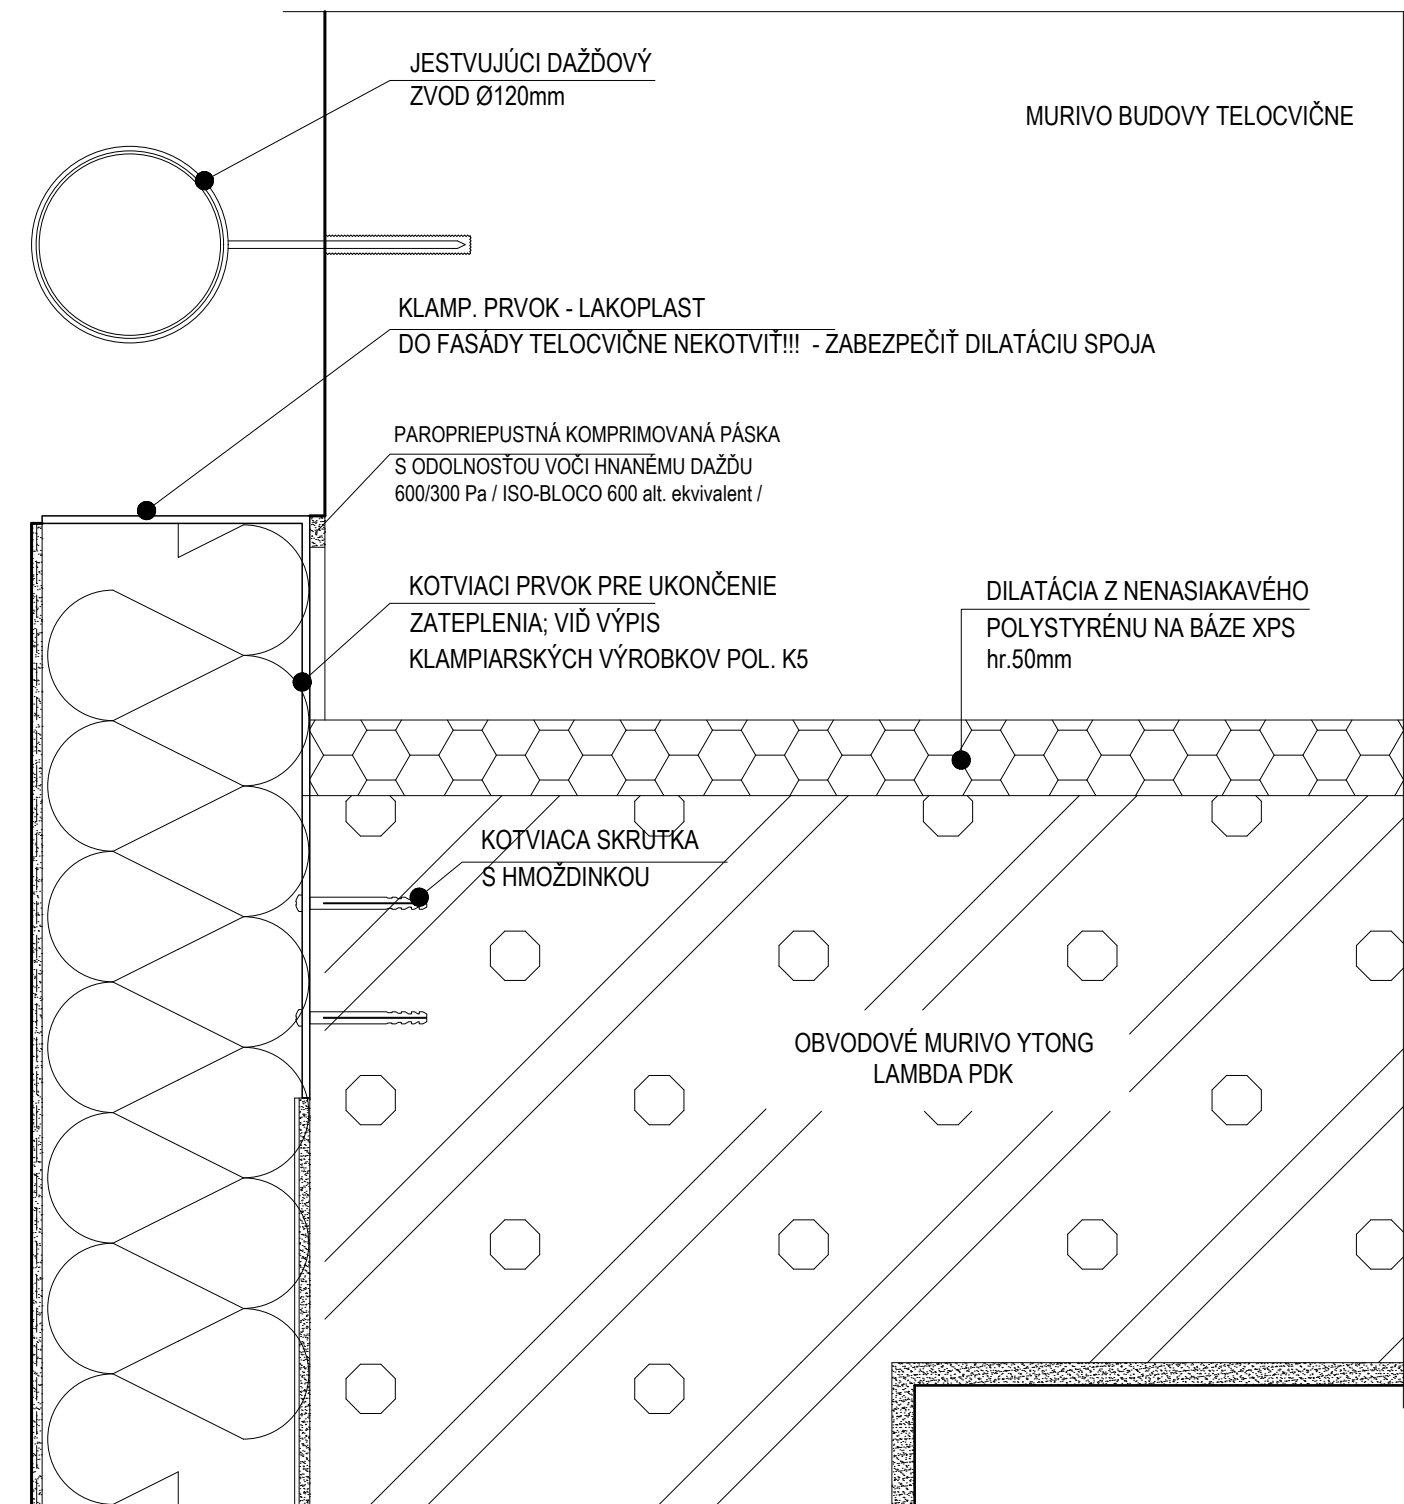 JESTVUJÚCI DAŽĎOVÝ
ZVOD Ø120mm
MURIVO BUDOVY TELOCVIČNE
KLAMP. PRVOK - LAKOPLAST
DO FASÁDY TELOCVIČNE NEKOTVIŤ!!! - ZABEZPEČIŤ DILATÁCIU SPOJA
PAROPRIEPUSTNÁ KOMPRIMOVANÁ PÁSKA
S ODOLNOSŤOU VOČI HNANÉMU DAŽĎU
600/300 Pa / ISO-BLOCO 600 alt. ekvivalent /
KOTVIACI PRVOK PRE UKONČENIE
ZATEPLENIA; VIĎ VÝPIS
KLAMPIARSKÝCH VÝROBKOV POL. K5
DILATÁCIA Z NENASIAKAVÉHO
POLYSTYRÉNU NA BÁZE XPS
hr.50mm
KOTVIACA SKRUTKA
S HMOŽDINKOU
OBVODOVÉ MURIVO YTONG
LAMBDA PDK